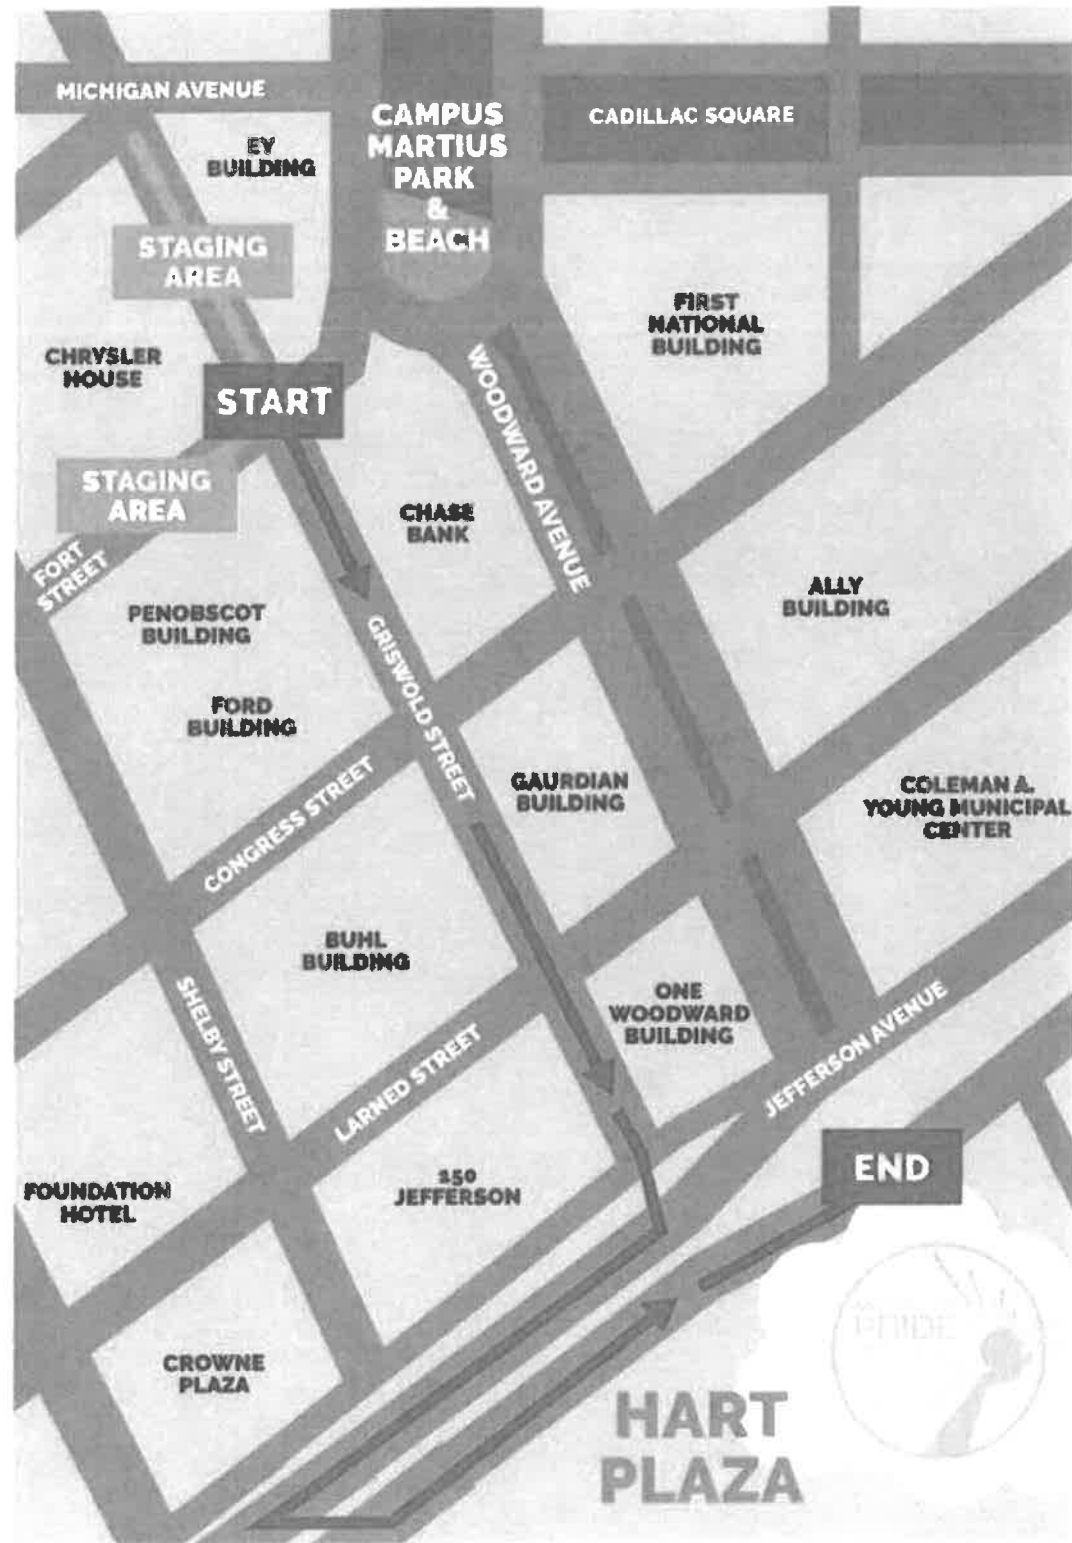 MICHIGAN AVENUE
CAMPUS
MARTIUS
PARK
&
BEACH
CADILLAC SQUARE
EY
BUILDING
STAGING
AREA
FIRST
NATIONAL
BUILDING
CHRYSLER
HOUSE
START
WOODWARD AVENUE
STAGING
AREA
CHASE
BANK
FORT
STREET
ALLY
BUILDING
PENOBSCOT
BUILDING
GRISWOLD STREET
FORD
BUILDING
CONGRESS STREET
GAURDIAN
BUILDING
COLEMAN A.
YOUNG MUNICIPAL
CENTER
BUHL
BUILDING
SHELBY STREET
ONE
WOODWARD
BUILDING
LARNED STREET
JEFFERSON AVENUE
END
150
JEFFERSON
FOUNDATION
HOTEL
PRIDE
CROWNE
PLAZA
HART
PLAZA